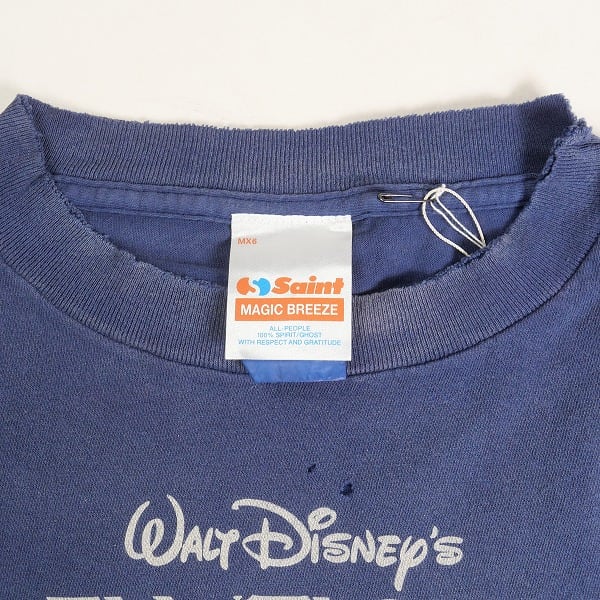 MX6
Saint
MAGIC BREEZE
ALL-PEOPLE
100% SPIRIT/GHOST
WITH RESPECT AND GRATITUDE
WALT DISNEY'S